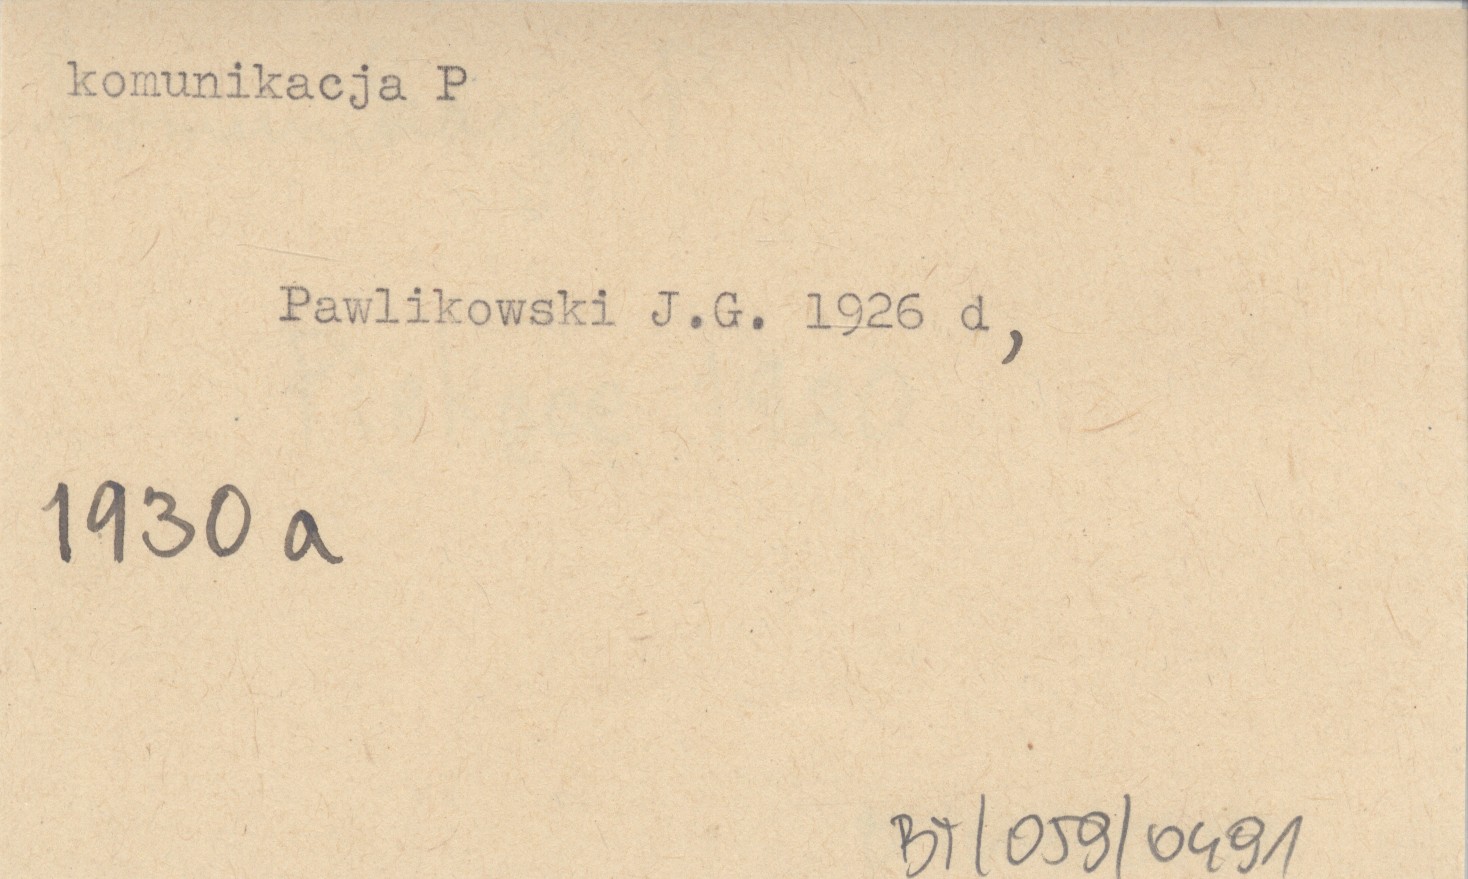 komunikacja P
Pawlikowski J.G. 1926 d,
1930 a
BT/059/0491